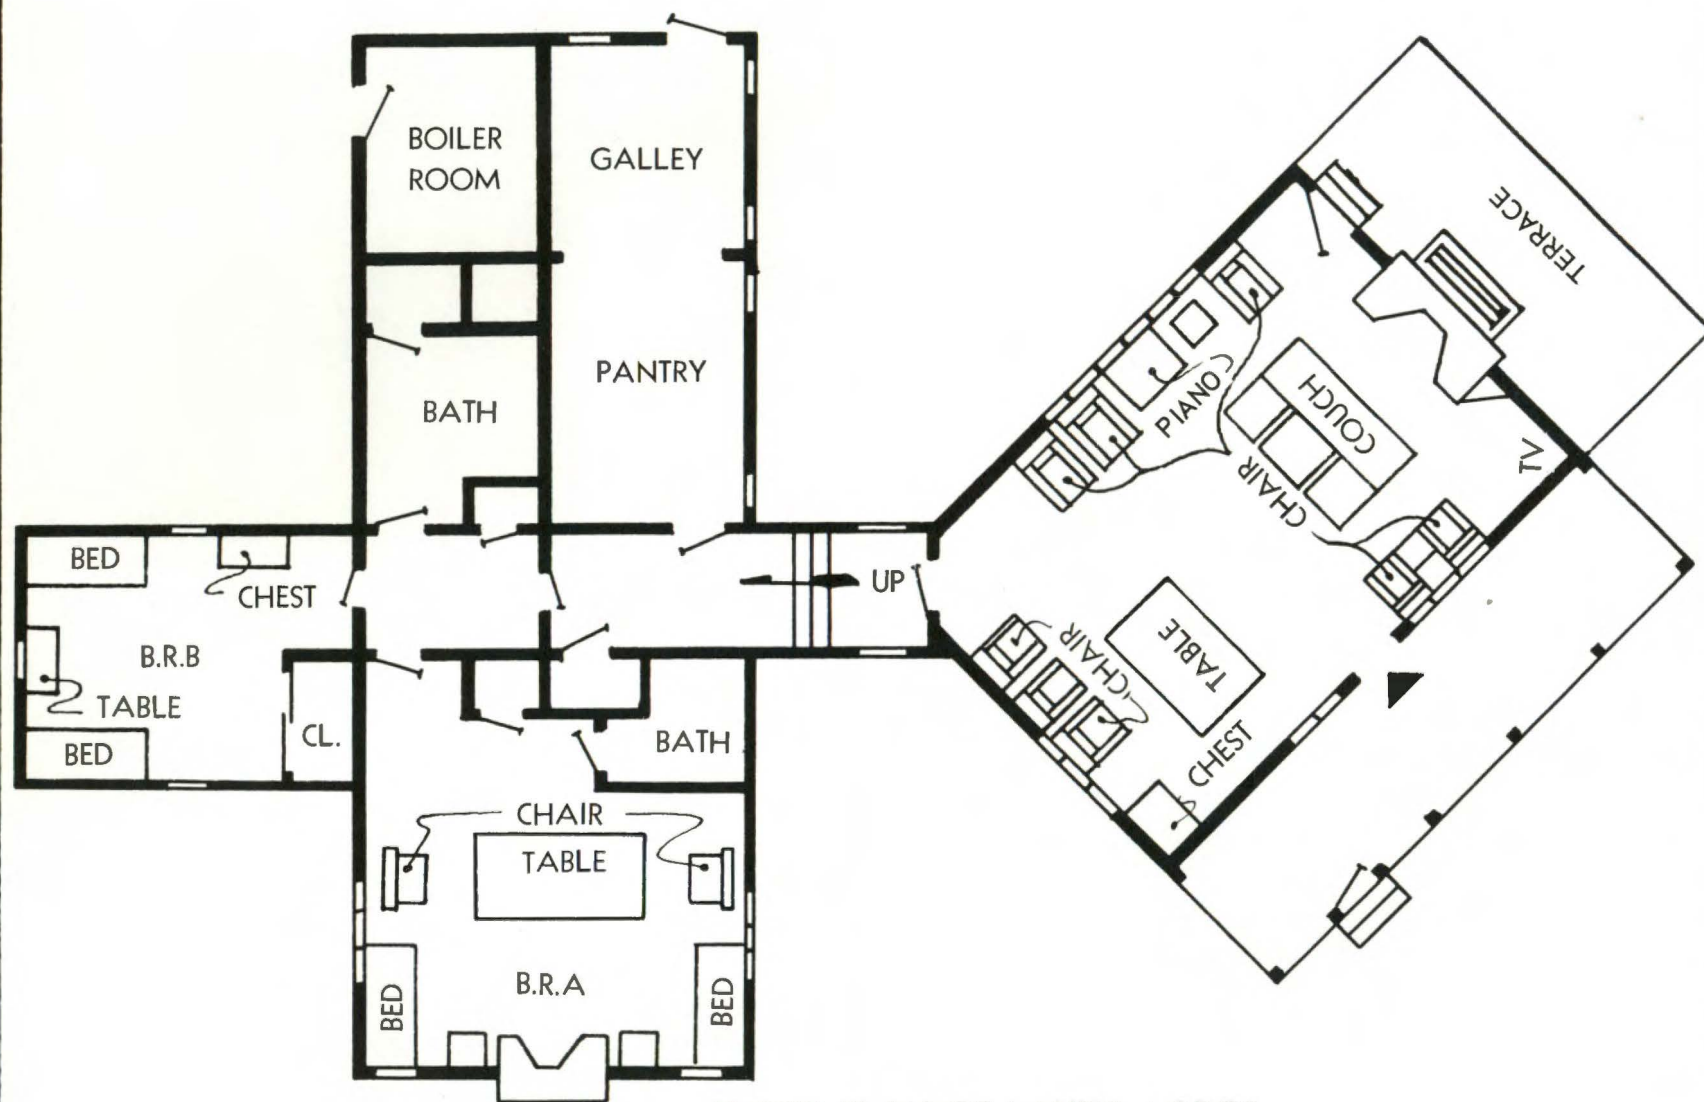 BOILER
ROOM
GALLEY
TERRACE
PANTRY
BATH
PIANO
COUCH
TV
CHAIR
BED
CHEST
UP
B.R.B
TABLE
CHAIR
TABLE
CL.
BED
BATH
CHEST
CHAIR
TABLE
B.R.A
BED
BED